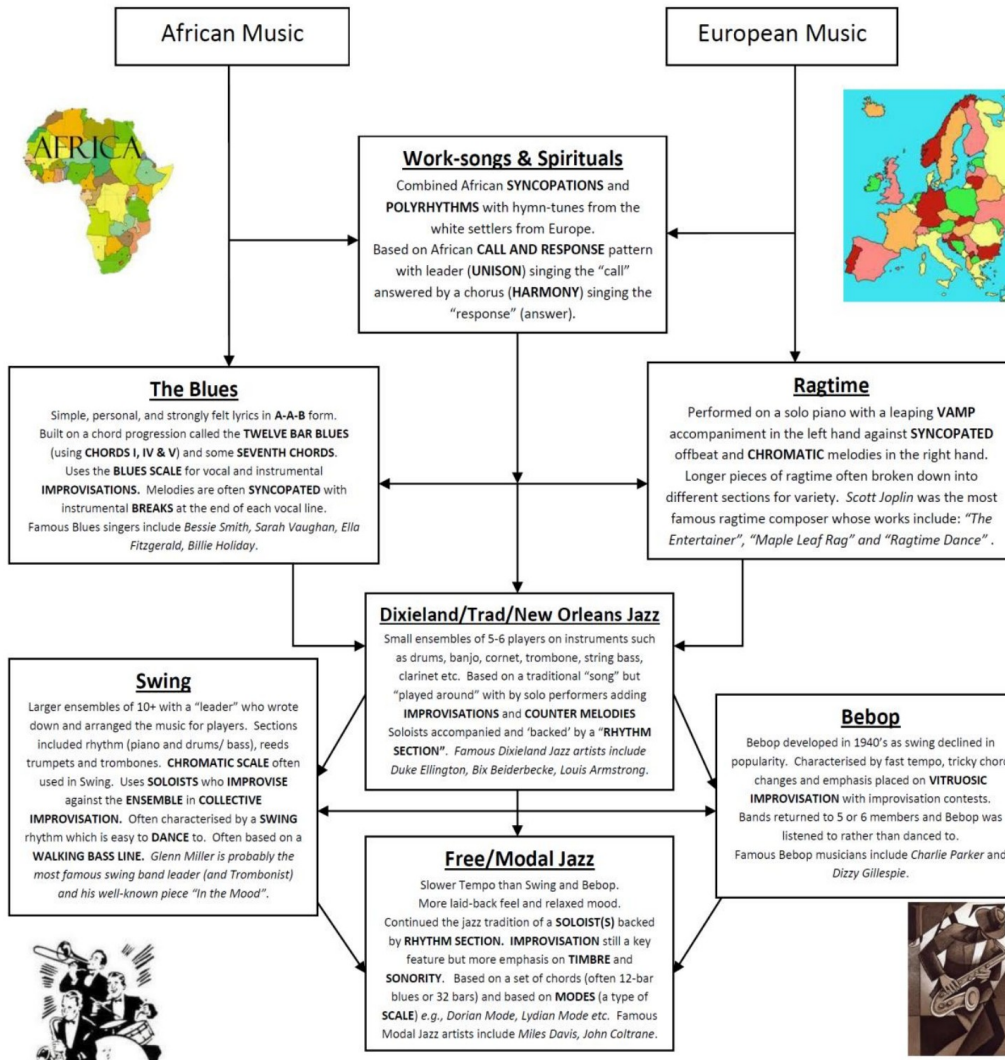 African Music
European Music
AFRICA
Work-songs & Spirituals
Combined African SYNCOPATIONS and
POLYRHYTHMS with hymn-tunes from the
white settlers from Europe.
Based on African CALL AND RESPONSE pattern
with leader (UNISON) singing the “call”
answered by a chorus (HARMONY) singing the
“response” (answer).
The Blues
Simple, personal, and strongly felt lyrics in A-A-B form.
Built on a chord progression called the TWELVE BAR BLUES
(using CHORDS I, IV & V) and some SEVENTH CHORDS.
Uses the BLUES SCALE for vocal and instrumental
IMPROVISATIONS. Melodies are often SYNCOPATED with
instrumental BREAKS at the end of each vocal line.
Famous Blues singers include Bessie Smith, Sarah Vaughan, Ella
Fitzgerald, Billie Holiday.
Ragtime
Performed on a solo piano with a leaping VAMP
accompaniment in the left hand against SYNCOPATED
offbeat and CHROMATIC melodies in the right hand.
Longer pieces of ragtime often broken down into
different sections for variety. Scott Joplin was the most
famous ragtime composer whose works include: “The
Entertainer”, “Maple Leaf Rag” and “Ragtime Dance” .
Dixieland/Trad/New Orleans Jazz
Small ensembles of 5-6 players on instruments such
as drums, banjo, cornet, trombone, string bass,
clarinet etc. Based on a traditional “song” but
“played around” with by solo performers adding
IMPROVISATIONS and COUNTER MELODIES
Soloists accompanied and ‘backed’ by a “RHYTHM
SECTION”. Famous Dixieland Jazz artists include
Duke Ellington, Bix Beiderbecke, Louis Armstrong.
Swing
Larger ensembles of 10+ with a “leader” who wrote
down and arranged the music for players. Sections
included rhythm (piano and drums/ bass), reeds
trumpets and trombones. CHROMATIC SCALE often
used in Swing. Uses SOLOISTS who IMPROVISE
against the ENSEMBLE in COLLECTIVE
IMPROVISATION. Often characterised by a SWING
rhythm which is easy to DANCE to. Often based on a
WALKING BASS LINE. Glenn Miller is probably the
most famous swing band leader (and Trombonist)
and his well-known piece “In the Mood”.
Bebop
Bebop developed in 1940’s as swing declined in
popularity. Characterised by fast tempo, tricky chord
changes and emphasis placed on VITRUOSIC
IMPROVISATION with improvisation contests.
Bands returned to 5 or 6 members and Bebop was
listened to rather than danced to.
Famous Bebop musicians include Charlie Parker and
Dizzy Gillespie.
Free/Modal Jazz
Slower Tempo than Swing and Bebop.
More laid-back feel and relaxed mood.
Continued the jazz tradition of a SOLOIST(S) backed
by RHYTHM SECTION. IMPROVISATION still a key
feature but more emphasis on TIMBRE and
SONORITY. Based on a set of chords (often 12-bar
blues or 32 bars) and based on MODES (a type of
SCALE) e.g., Dorian Mode, Lydian Mode etc. Famous
Modal Jazz artists include Miles Davis, John Coltrane.